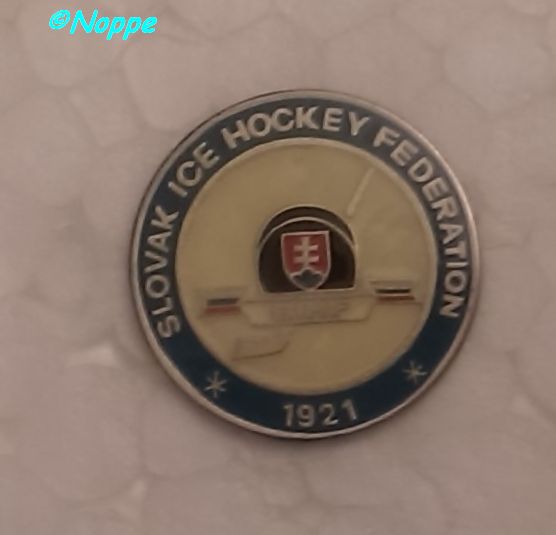 ©Noppe
SLOVAK ICE HOCKEY FEDERATION
1921